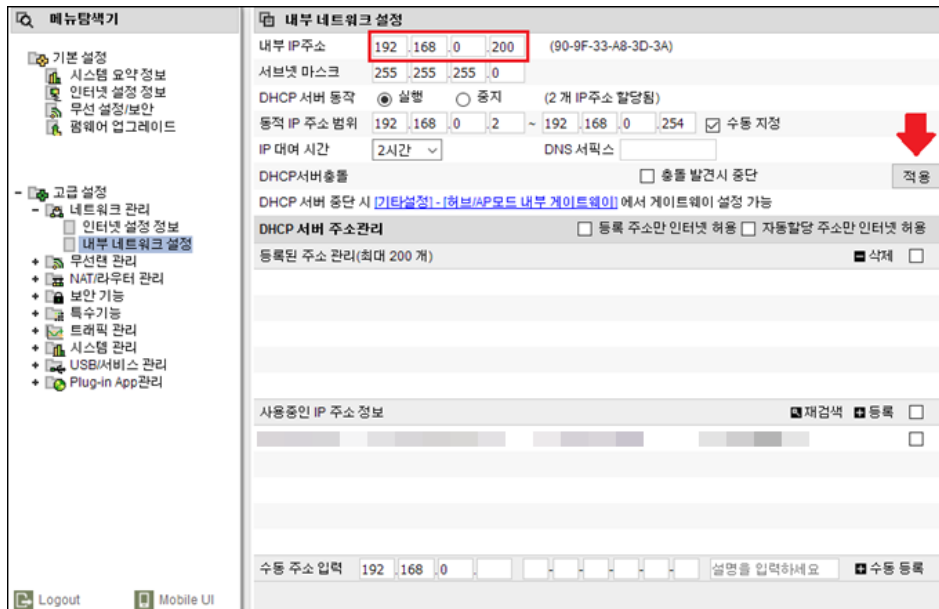 메뉴탐색기
기본 설정
시스템 요약 정보
인터넷 설정 정보
무선 설정/보안
펌웨어 업그레이드
고급 설정
네트워크 관리
인터넷 설정 정보
내부 네트워크 설정
무선랜 관리
NAT/라우터 관리
보안 기능
특수기능
트래픽 관리
시스템 관리
USB/서비스 관리
Plug-in App관리
Logout Mobile UI
내부 네트워크 설정
내부 IP주소 192 .168 .0 .200 (90-9F-33-A8-3D-3A)
서브넷 마스크 255 .255 .255 .0
DHCP 서버 동작 실행 중지 (2 개 IP주소 할당됨)
동적 IP 주소 범위 192 .168 .0 .2 ~ 192 .168 .0 .254 수동 지정
IP 대여 시간 2시간 DNS 서픽스
DHCP서버충돌 충돌 발견시 중단 적용
DHCP 서버 중단 시 [기타설정] - [허브/AP모드 내부 게이트웨이] 에서 게이트웨이 설정 가능
DHCP 서버 주소관리 등록 주소만 인터넷 허용 자동할당 주소만 인터넷 허용
등록된 주소 관리(최대 200 개) 삭제
사용중인 IP 주소 정보 재검색 등록
수동 주소 입력 192 .168 .0 . - - - - - 설명을 입력하세요 수동 등록